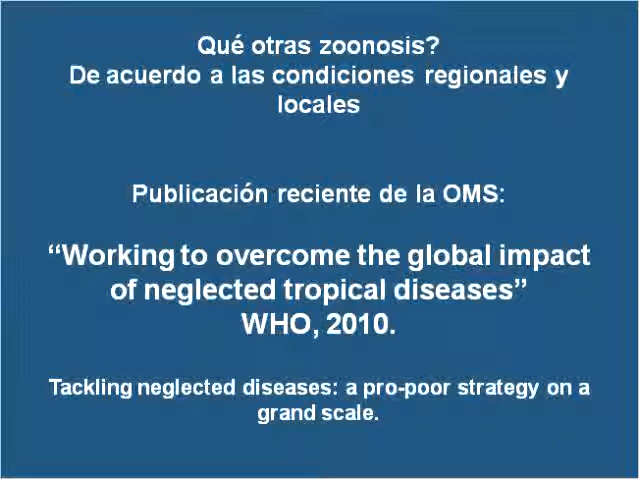 Qué otras zoonosis?
De acuerdo a las condiciones regionales y
locales
Publicación reciente de la OMS:
“Working to overcome the global impact
of neglected tropical diseases”
WHO, 2010.
Tackling neglected diseases: a pro-poor strategy on a
grand scale.